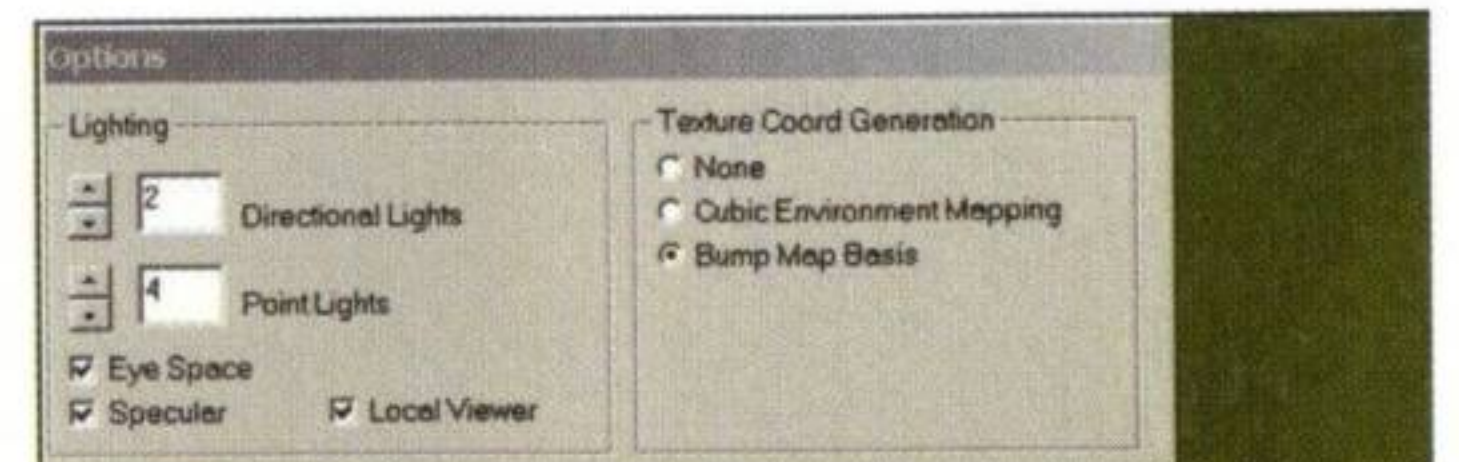 Options
Lighting
2
Directional Lights
4
Point Lights
Eye Space
Specular
Local Viewer
Texture Coord Generation
None
Cubic Environment Mapping
Bump Map Basis